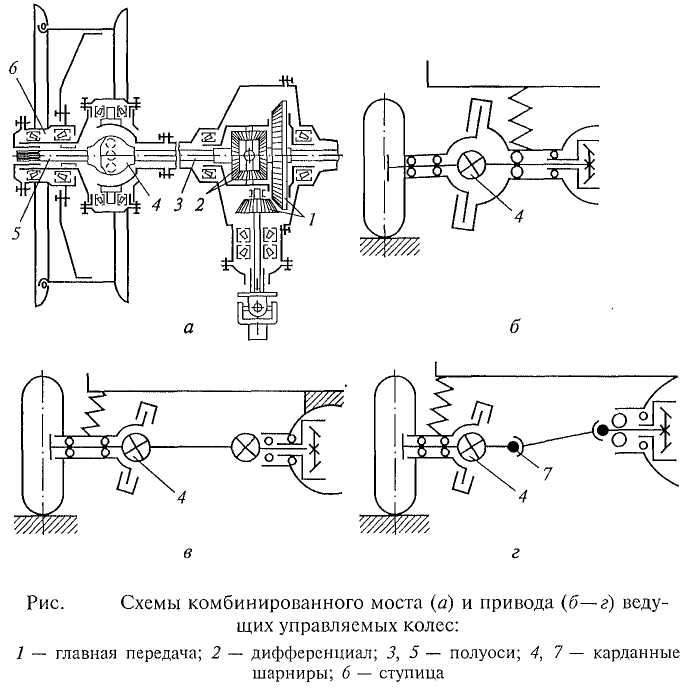 6
5
4
3
2
1
а
4
б
4
в
4
7
г
Рис. Схемы комбинированного моста (а) и привода (б—г) веду-
щих управляемых колес:
1 — главная передача; 2 — дифференциал; 3, 5 — полуоси; 4, 7 — карданные
шарниры; 6 — ступица